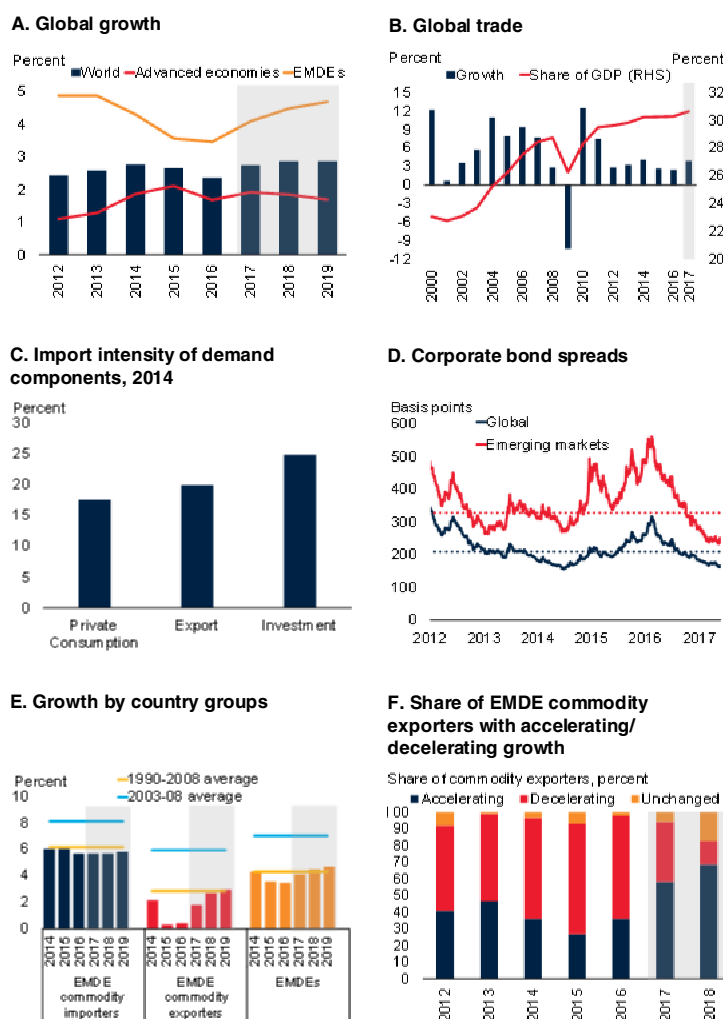 A. Global growth
Percent
World Advanced economies EMDEs
5
4
3
2
1
0
2012 2013 2014 2015 2016 2017 2018 2019
B. Global trade
Percent Percent
Growth Share of GDP (RHS)
15 32
12 30
9 28
6 26
3
0 24
-3
-6 22
-9
-12 20
2000 2002 2004 2006 2008 2010 2012 2014 2016 2017
C. Import intensity of demand
components, 2014
Percent
30
25
20
15
10
5
0
Private Export Investment
Consumption
D. Corporate bond spreads
Basis points
600 Global
Emerging markets
500
400
300
200
100
0
2012 2013 2014 2015 2016 2017
E. Growth by country groups
Percent 1990-2008 average
10 2003-08 average
8
6
4
2
0
2014 2015 2016 2017 2018 2019 2014 2015 2016 2017 2018 2019 2014 2015 2016 2017 2018 2019
EMDE EMDE EMDEs
commodity commodity
importers exporters
F. Share of EMDE commodity
exporters with accelerating/
decelerating growth
Share of commodity exporters, percent
Accelerating Decelerating Unchanged
100
90
80
70
60
50
40
30
20
10
0
2012 2013 2014 2015 2016 2017 2018